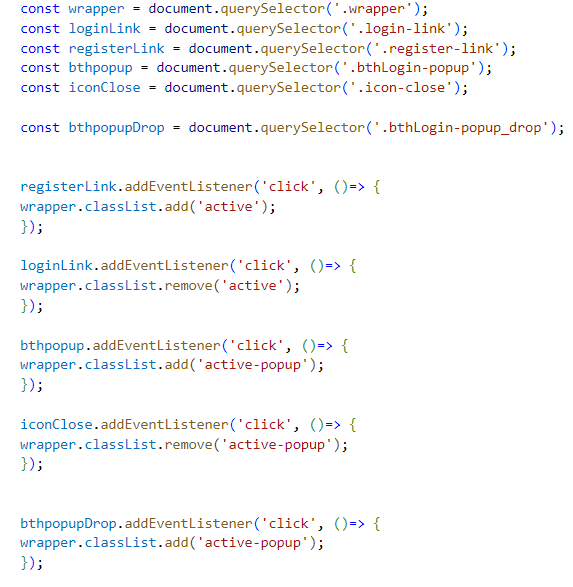 const wrapper = document.querySelector('.wrapper');
const loginLink = document.querySelector('.login-link');
const registerLink = document.querySelector('.register-link');
const bthpopup = document.querySelector('.bthLogin-popup');
const iconClose = document.querySelector('.icon-close');
const bthpopupDrop = document.querySelector('.bthLogin-popup_drop');
registerLink.addEventListener('click', ()=> {
wrapper.classList.add('active');
});
loginLink.addEventListener('click', ()=> {
wrapper.classList.remove('active');
});
bthpopup.addEventListener('click', ()=> {
wrapper.classList.add('active-popup');
});
iconClose.addEventListener('click', ()=> {
wrapper.classList.remove('active-popup');
});
bthpopupDrop.addEventListener('click', ()=> {
wrapper.classList.add('active-popup');
});